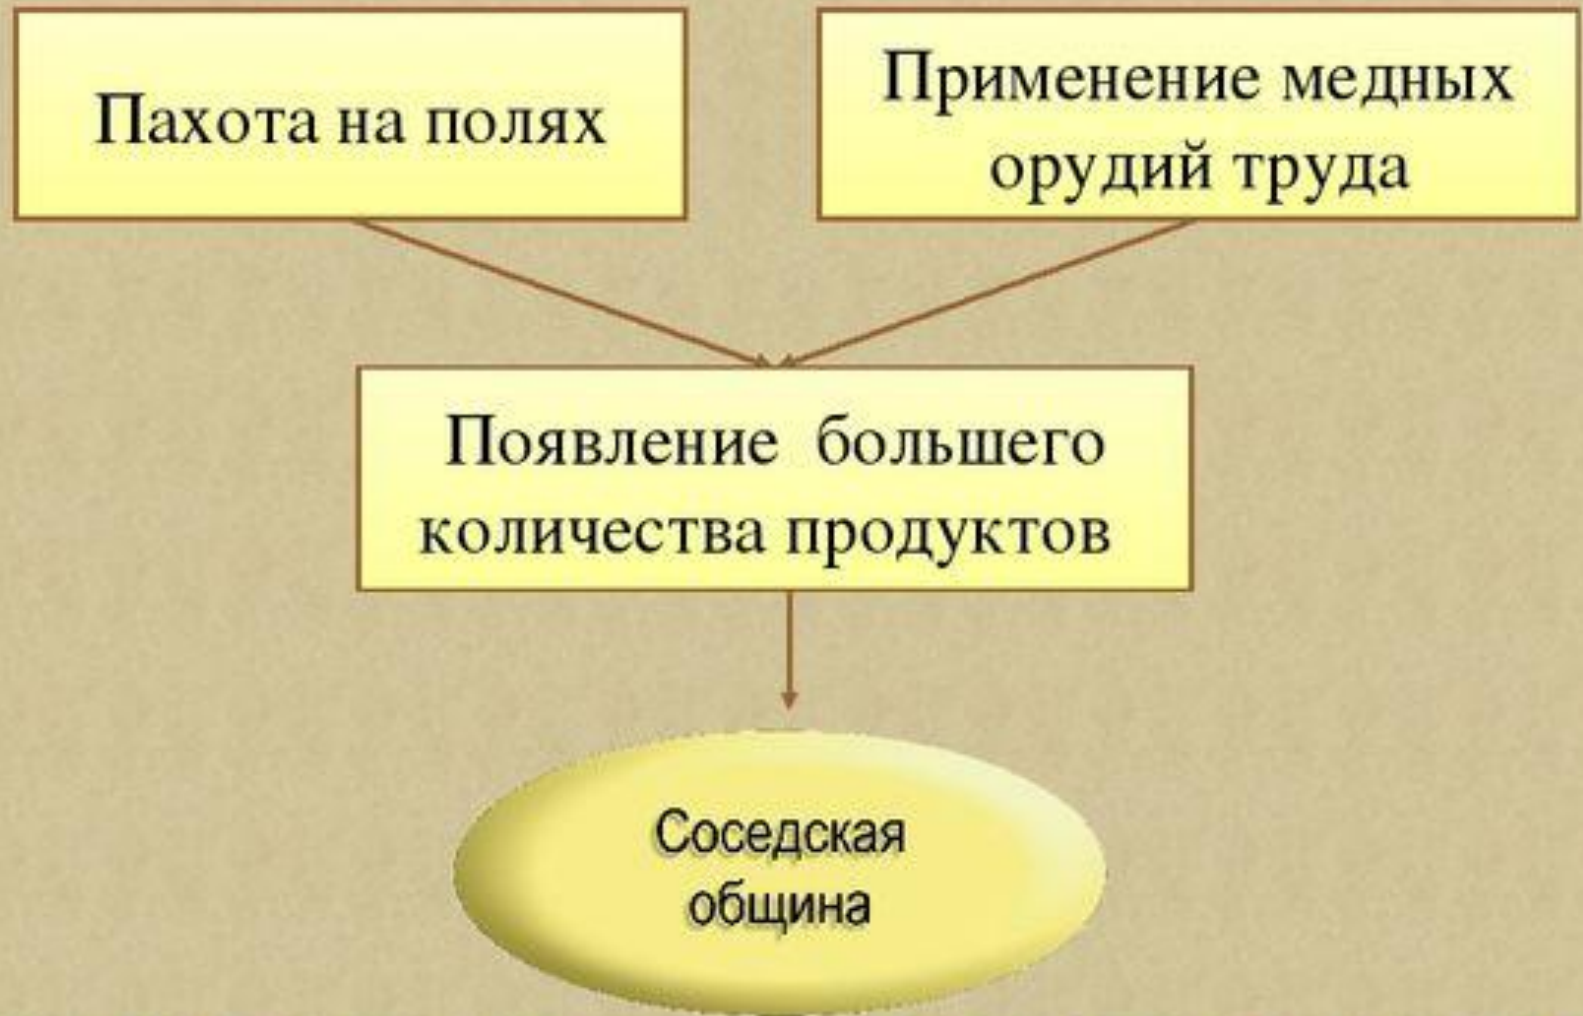 Пахота на полях
Применение медных
орудий труда
Появление большего
количества продуктов
Соседская
община